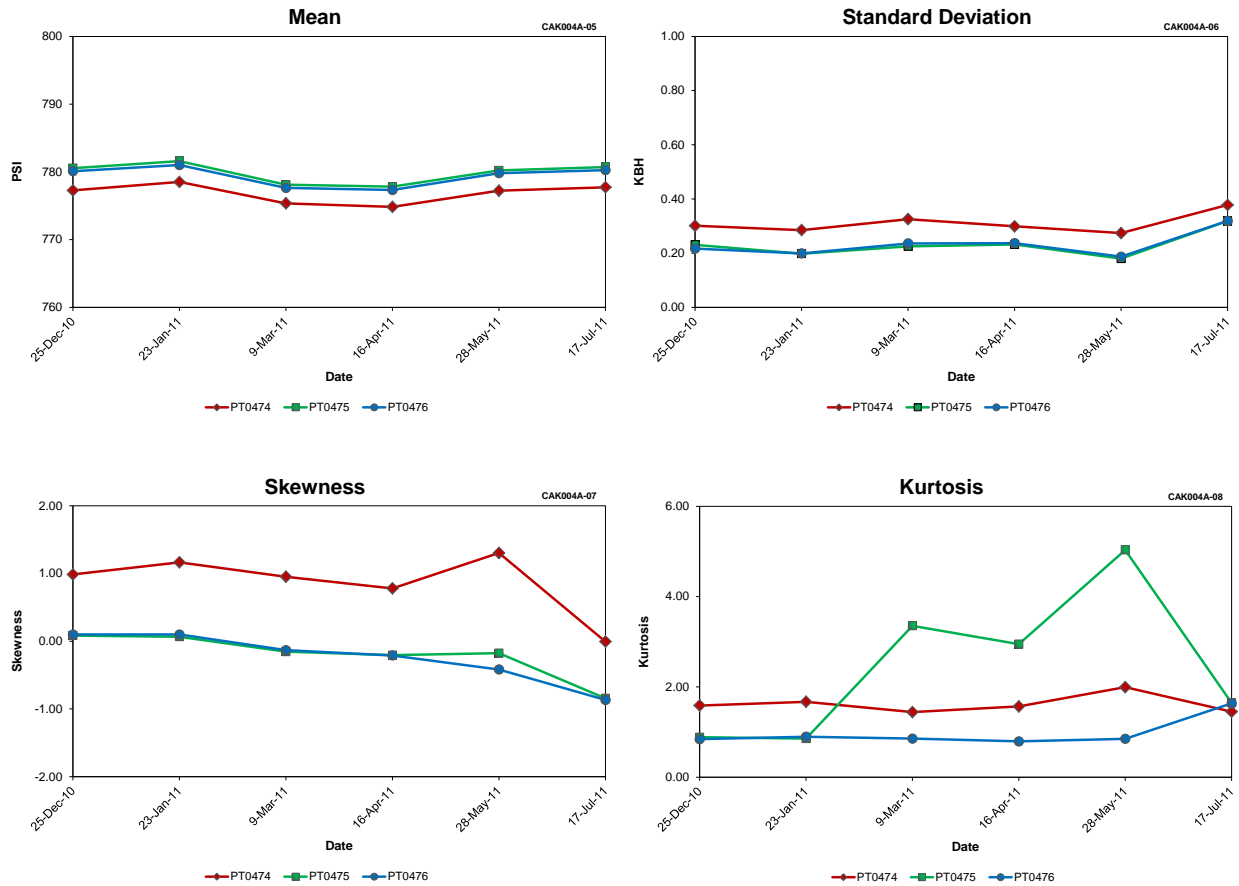 Mean
CAK004A-05
800
790
780
770
760
PSI
25-Dec-10
23-Jan-11
9-Mar-11
16-Apr-11
28-May-11
17-Jul-11
Date
PT0474 PT0475 PT0476
Standard Deviation
CAK004A-06
1.00
0.80
0.60
0.40
0.20
0.00
KBH
25-Dec-10
23-Jan-11
9-Mar-11
16-Apr-11
28-May-11
17-Jul-11
Date
PT0474 PT0475 PT0476
Skewness
CAK004A-07
2.00
1.00
0.00
-1.00
-2.00
Skewness
25-Dec-10
23-Jan-11
9-Mar-11
16-Apr-11
28-May-11
17-Jul-11
Date
PT0474 PT0475 PT0476
Kurtosis
CAK004A-08
6.00
4.00
2.00
0.00
Kurtosis
25-Dec-10
23-Jan-11
9-Mar-11
16-Apr-11
28-May-11
17-Jul-11
Date
PT0474 PT0475 PT0476